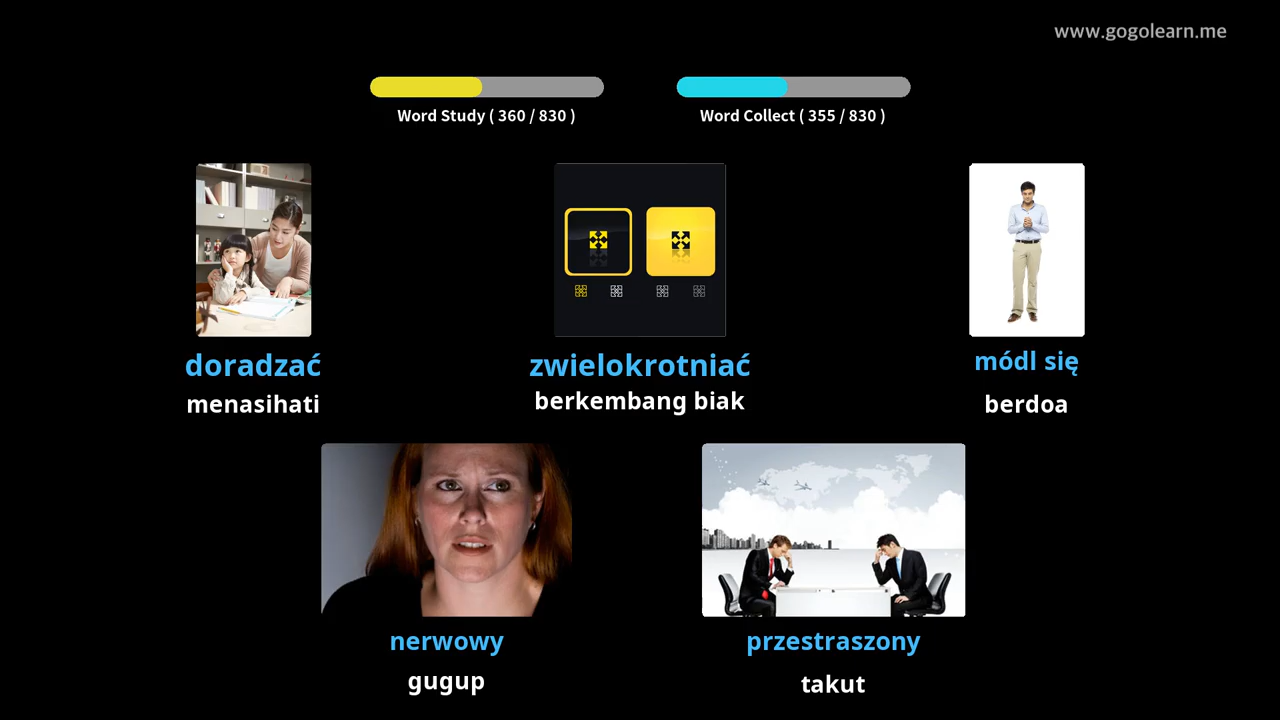 www.gogolearn.me
Word Study ( 360 / 830 )
Word Collect ( 355 / 830 )
doradzać
menasihati
zwielokrotniać
berkembang biak
módl się
berdoa
nerwowy
gugup
przestraszony
takut